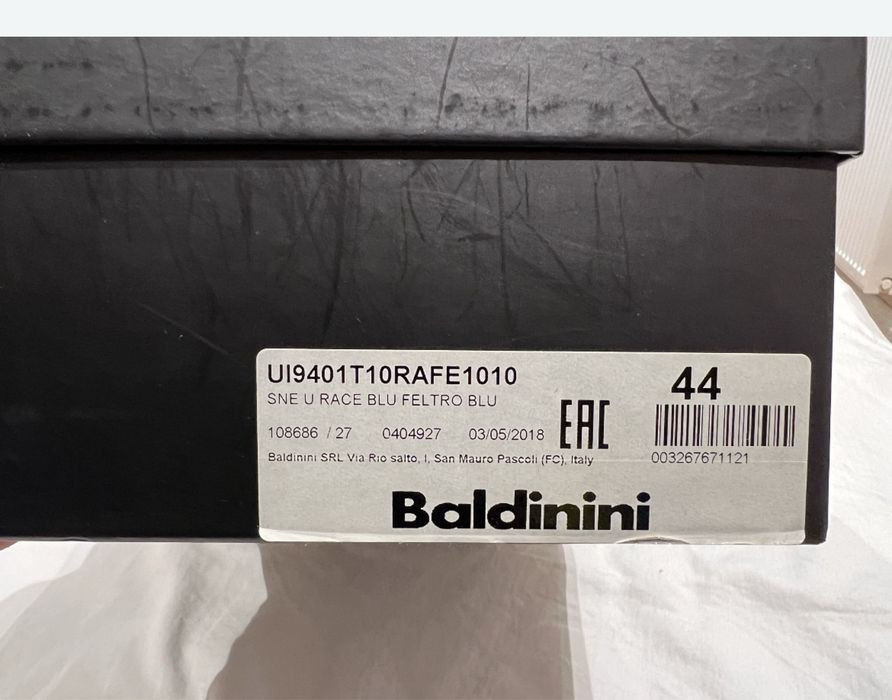 UI9401T10RAFE1010
SNE U RACE BLU FELTRO BLU
108686 / 27 0404927 03/05/2018
EAC
Baldinini SRL Via Rio salto, I, San Mauro Pascoli (FC), Italy
44
003267671121
Baldinini